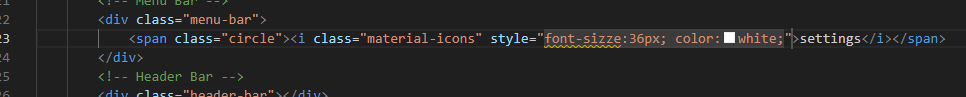 <!-- Menu Bar -->
22 <div class="menu-bar">
23 <span class="circle"><i class="material-icons" style="font-sizze:36px; color: white;">settings</i></span>
24 </div>
25 <!-- Header Bar -->
26 <div class="header-bar"></div>